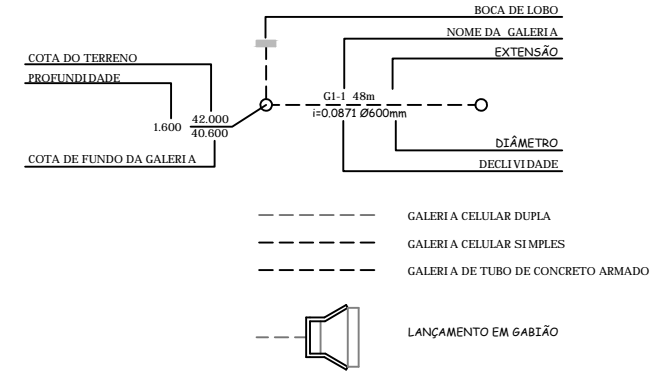 BOCA DE LOBO
NOME DA GALERIA
EXTENSÃO
COTA DO TERRENO
PROFUNDIDADE
G1-1 48m
i=0.0871 Ø600mm
1.600
42.000
40.600
DIÂMETRO
COTA DE FUNDO DA GALERIA
DECLIVIDADE
GALERIA CELULAR DUPLA
GALERIA CELULAR SIMPLES
GALERIA DE TUBO DE CONCRETO ARMADO
LANÇAMENTO EM GABIÃO